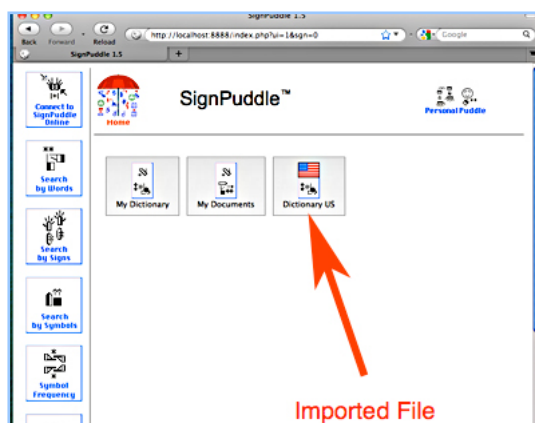 SignPuddle 1.5
Back
Forward
Reload
http://localhost:8888/index.php?ui=1&sgn=0
Google
SignPuddle 1.5
+
Connect to
SignPuddle
Online
Home
SignPuddle™
Personal Puddle
Search
by Words
My Dictionary
My Documents
Dictionary US
Search
by Signs
Search
by Symbols
Symbol
Frequency
Imported File